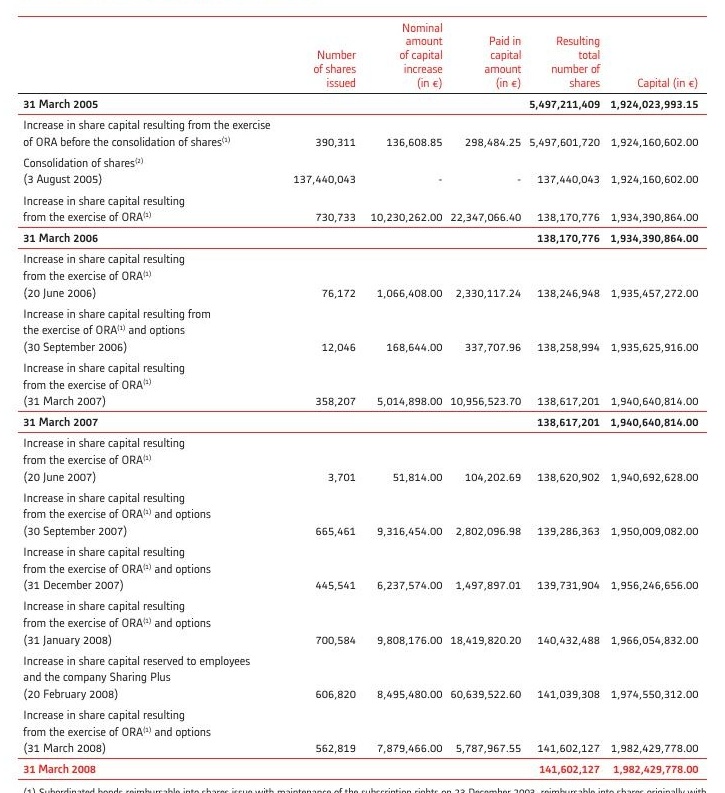 Number of shares issued Nominal amount of capital increase (in €) Paid in capital amount (in €) Resulting total number of shares Capital (in €)
31 March 2005 5,497,211,409 1,924,023,993.15
Increase in share capital resulting from the exercise
of ORA before the consolidation of shares(1) 390,311 136,608.85 298,484.25 5,497,601,720 1,924,160,602.00
Consolidation of shares(2)
(3 August 2005) 137,440,043 - - 137,440,043 1,924,160,602.00
Increase in share capital resulting
from the exercise of ORA(1) 730,733 10,230,262.00 22,347,066.40 138,170,776 1,934,390,864.00
31 March 2006 138,170,776 1,934,390,864.00
Increase in share capital resulting
from the exercise of ORA(1)
(20 June 2006) 76,172 1,066,408.00 2,330,117.24 138,246,948 1,935,457,272.00
Increase in share capital resulting from
the exercise of ORA(1) and options
(30 September 2006) 12,046 168,644.00 337,707.96 138,258,994 1,935,625,916.00
Increase in share capital resulting
from the exercise of ORA(1)
(31 March 2007) 358,207 5,014,898.00 10,956,523.70 138,617,201 1,940,640,814.00
31 March 2007 138,617,201 1,940,640,814.00
Increase in share capital resulting
from the exercise of ORA(1)
(20 June 2007) 3,701 51,814.00 104,202.69 138,620,902 1,940,692,628.00
Increase in share capital resulting
from the exercise of ORA(1) and options
(30 September 2007) 665,461 9,316,454.00 2,802,096.98 139,286,363 1,950,009,082.00
Increase in share capital resulting
from the exercise of ORA(1) and options
(31 December 2007) 445,541 6,237,574.00 1,497,897.01 139,731,904 1,956,246,656.00
Increase in share capital resulting
from the exercise of ORA(1) and options
(31 January 2008) 700,584 9,808,176.00 18,419,820.20 140,432,488 1,966,054,832.00
Increase in share capital reserved to employees
and the company Sharing Plus
(20 February 2008) 606,820 8,495,480.00 60,639,522.60 141,039,308 1,974,550,312.00
Increase in share capital resulting
from the exercise of ORA(1) and options
(31 March 2008) 562,819 7,879,466.00 5,787,967.55 141,602,127 1,982,429,778.00
31 March 2008 141,602,127 1,982,429,778.00
(1) Subordinated bonds reimbursable into shares issue with maintenance of the subscription rights on 23 December 2003, reimbursable into shares originally with